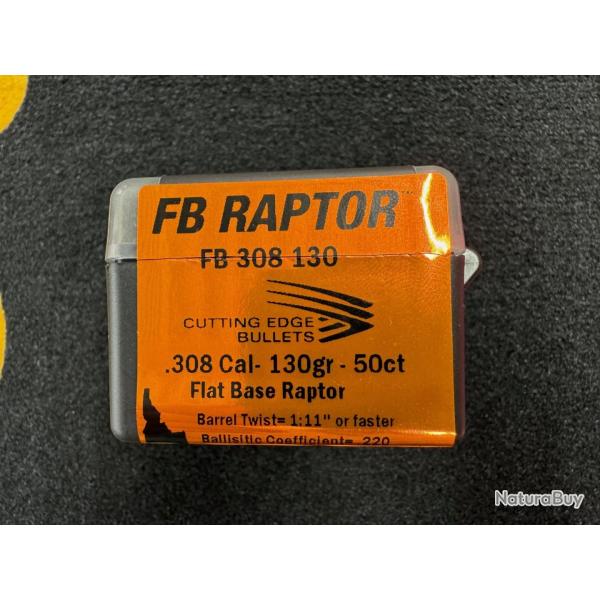 FB RAPTOR™
FB 308 130
CUTTING EDGE
BULLETS
.308 Cal- 130gr - 50ct
Flat Base Raptor
Barrel Twist= 1:11" or faster
Ballisitic Coefficient= .220
NaturaBuy